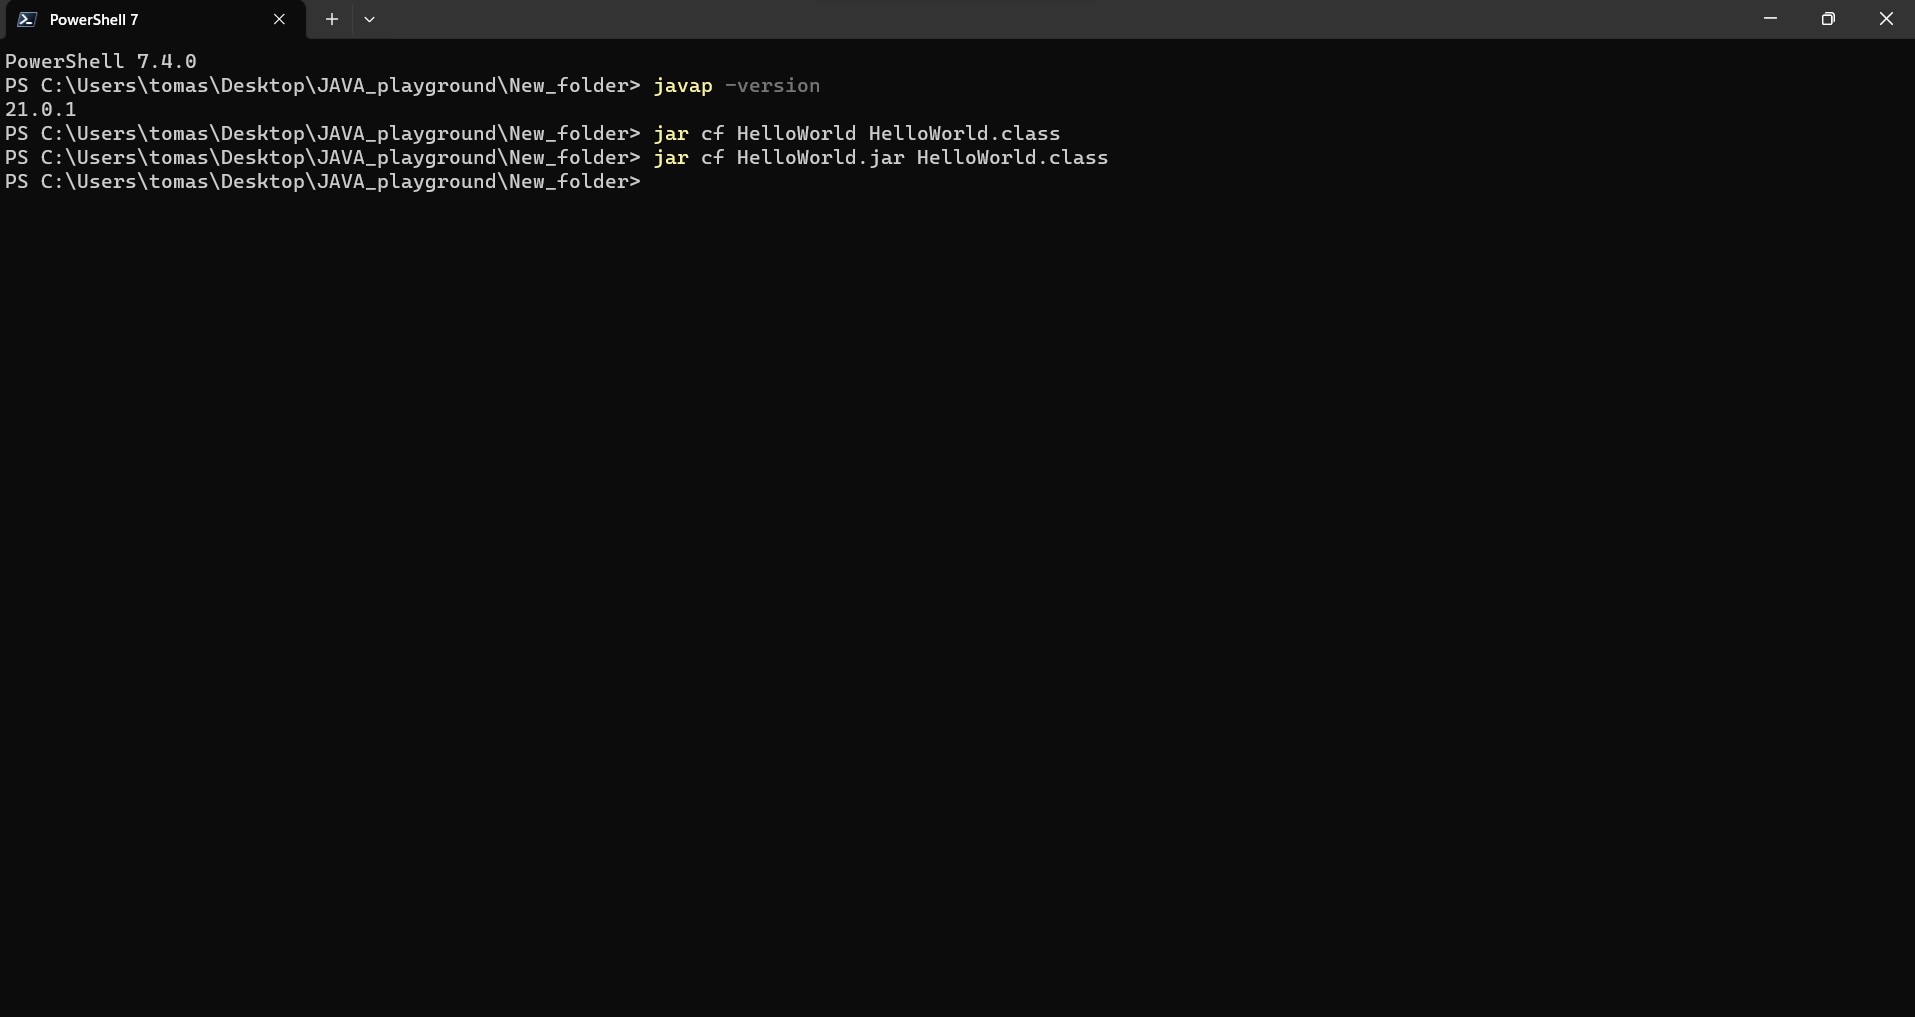 PowerShell 7
PowerShell 7.4.0
PS C:\Users\tomas\Desktop\JAVA_playground\New_folder> javap -version
21.0.1
PS C:\Users\tomas\Desktop\JAVA_playground\New_folder> jar cf HelloWorld HelloWorld.class
PS C:\Users\tomas\Desktop\JAVA_playground\New_folder> jar cf HelloWorld.jar HelloWorld.class
PS C:\Users\tomas\Desktop\JAVA_playground\New_folder>